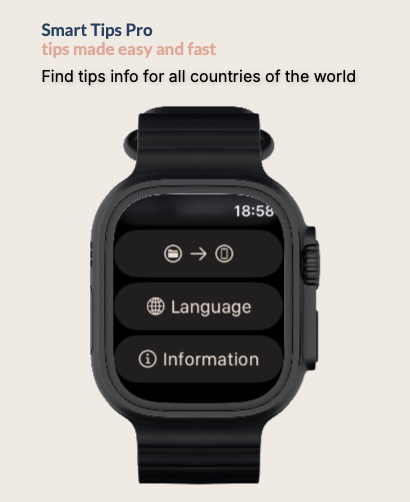 Smart Tips Pro
tips made easy and fast
Find tips info for all countries of the world
18:58
Language
Information